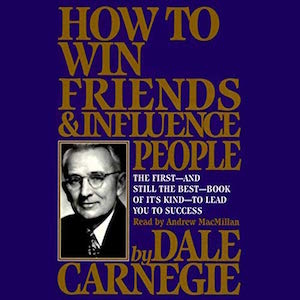 HOW TO
WIN
FRIENDS
& INFLUENCE
PEOPLE
THE FIRST—AND
STILL THE BEST—BOOK
OF IT'S KIND—TO LEAD
YOU TO SUCCESS
Read by Andrew MacMillan
by DALE
CARNEGIE